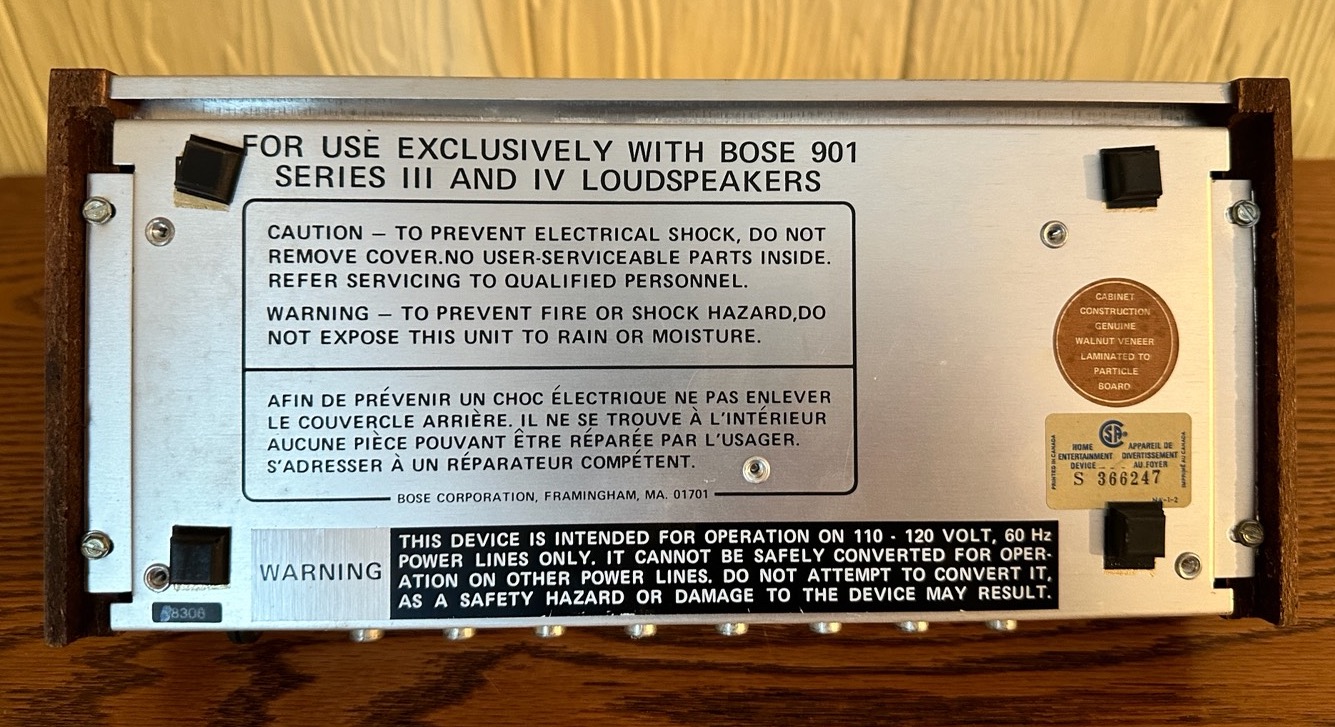 FOR USE EXCLUSIVELY WITH BOSE 901
SERIES III AND IV LOUDSPEAKERS
CAUTION – TO PREVENT ELECTRICAL SHOCK, DO NOT
REMOVE COVER.NO USER-SERVICEABLE PARTS INSIDE.
REFER SERVICING TO QUALIFIED PERSONNEL.
WARNING – TO PREVENT FIRE OR SHOCK HAZARD,DO
NOT EXPOSE THIS UNIT TO RAIN OR MOISTURE.
AFIN DE PRÉVENIR UN CHOC ÉLECTRIQUE NE PAS ENLEVER
LE COUVERCLE ARRIÈRE. IL NE SE TROUVE À L'INTÉRIEUR
AUCUNE PIÈCE POUVANT ÊTRE RÉPARÉE PAR L'USAGER.
S'ADRESSER À UN RÉPARATEUR COMPÉTENT.
BOSE CORPORATION, FRAMINGHAM, MA. 01701
CABINET
CONSTRUCTION
GENUINE
WALNUT VENEER
LAMINATED TO
PARTICLE
BOARD
PRINTED IN CANADA
SA
HOME
ENTERTAINMENT
DEVICE
APPAREIL DE
DIVERTISSEMENT
AU FOYER
S 366247
IMPRIMÉ AU CANADA
WARNING
THIS DEVICE IS INTENDED FOR OPERATION ON 110 - 120 VOLT, 60 Hz
POWER LINES ONLY. IT CANNOT BE SAFELY CONVERTED FOR OPER-
ATION ON OTHER POWER LINES. DO NOT ATTEMPT TO CONVERT IT,
AS A SAFETY HAZARD OR DAMAGE TO THE DEVICE MAY RESULT.